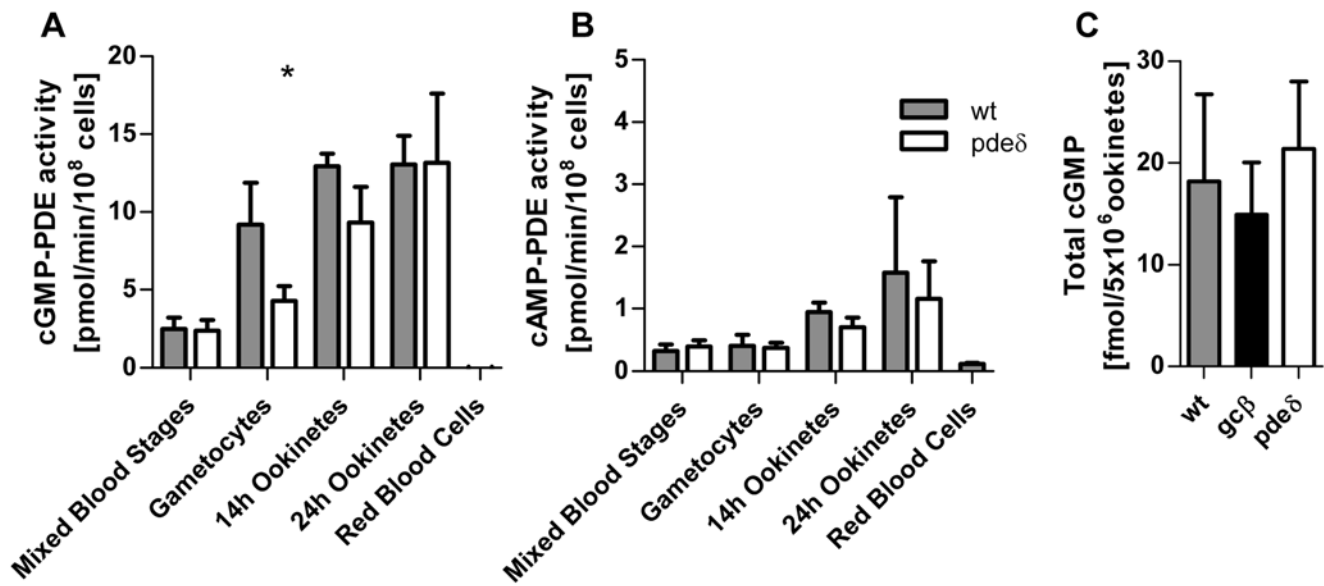 A
cGMP-PDE activity
[pmol/min/10⁸ cells]
20
15
10
5
0
*
Mixed Blood Stages
Gametocytes
14h Ookinetes
24h Ookinetes
Red Blood Cells
B
cAMP-PDE activity
[pmol/min/10⁸ cells]
5
4
3
2
1
0
wt
pdeδ
Mixed Blood Stages
Gametocytes
14h Ookinetes
24h Ookinetes
Red Blood Cells
C
Total cGMP
[fmol/5x10⁶ookinetes]
30
20
10
0
wt
gcβ
pdeδ